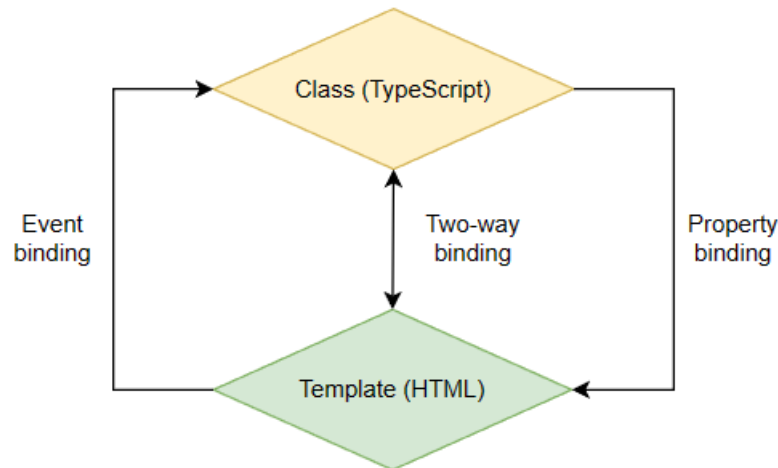 Class (TypeScript)
Event
binding
Two-way
binding
Property
binding
Template (HTML)